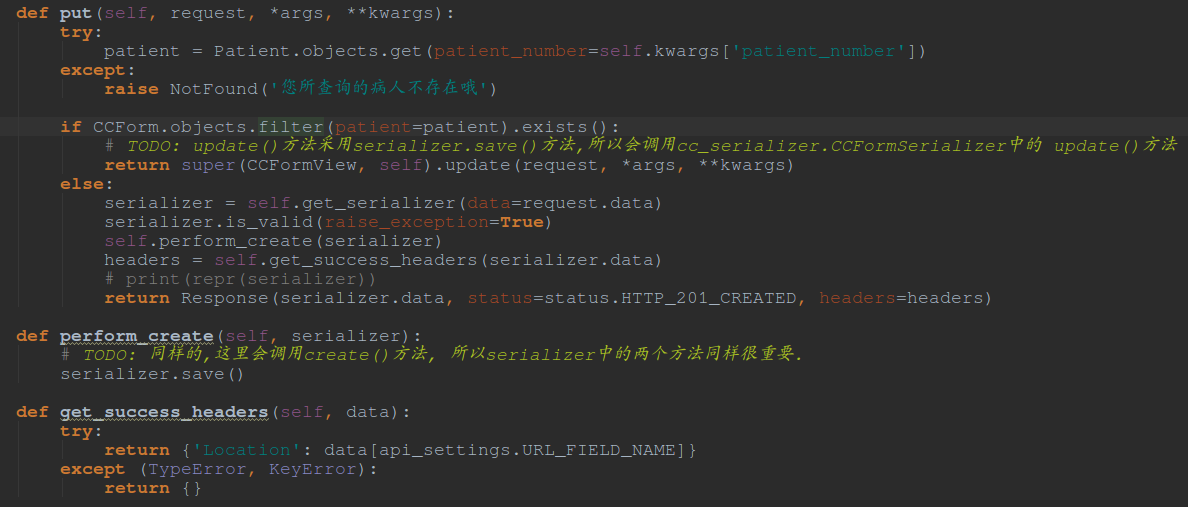 def put(self, request, *args, **kwargs):
try:
patient = Patient.objects.get(patient_number=self.kwargs['patient_number'])
except:
raise NotFound('您所查询的病人不存在哦')
if CCForm.objects.filter(patient=patient).exists():
# TODO: update()方法采用serializer.save()方法,所以会调用cc_serializer.CCFormSerializer中的 update()方法
return super(CCFormView, self).update(request, *args, **kwargs)
else:
serializer = self.get_serializer(data=request.data)
serializer.is_valid(raise_exception=True)
self.perform_create(serializer)
headers = self.get_success_headers(serializer.data)
# print(repr(serializer))
return Response(serializer.data, status=status.HTTP_201_CREATED, headers=headers)
def perform_create(self, serializer):
# TODO: 同样的,这里会调用create()方法, 所以serializer中的两个方法同样很重要.
serializer.save()
def get_success_headers(self, data):
try:
return {'Location': data[api_settings.URL_FIELD_NAME]}
except (TypeError, KeyError):
return {}